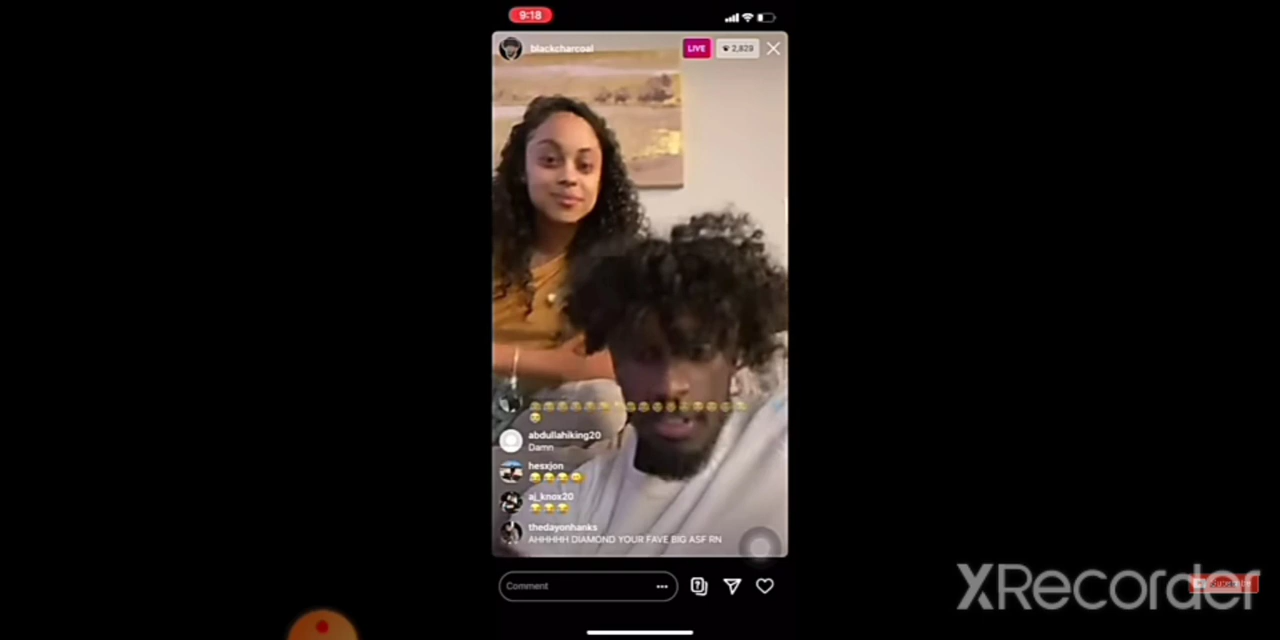 9:18
blackcharcoal
LIVE
2,829
abdullahiking20
Damn
hesxjon
aj_knox20
thedayonhanks
AHHHHH DIAMOND YOUR FAVE BIG ASF RN
Comment
XRecorder
Subscribe